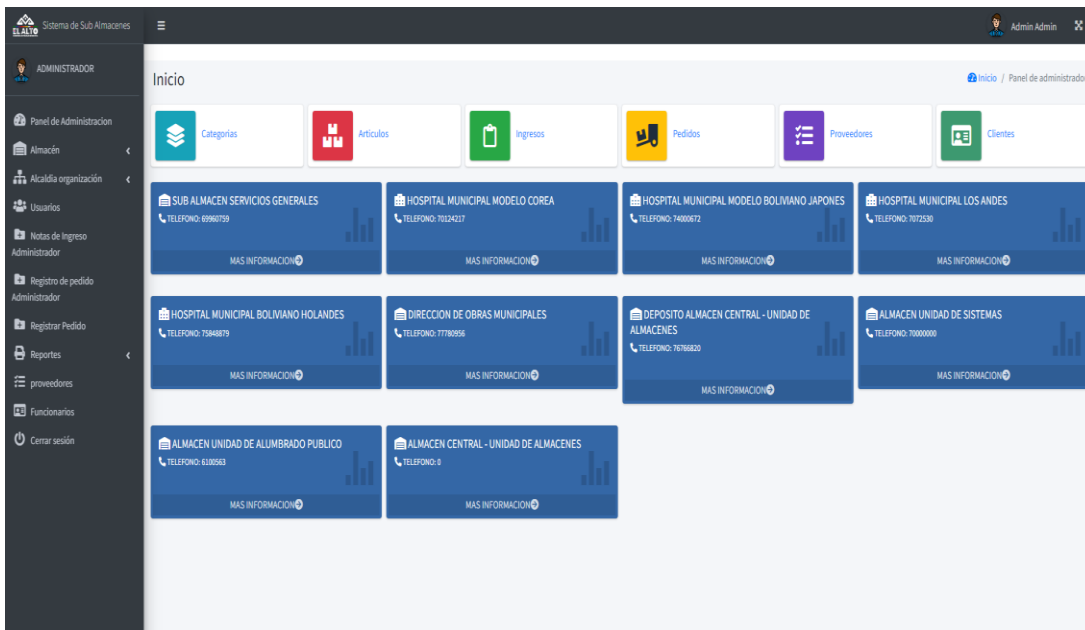 EL ALTO
Sistema de Sub Almacenes
Admin Admin
ADMINISTRADOR
Panel de Administracion
Almacén
Alcaldía organización
Usuarios
Notas de Ingreso
Administrador
Registro de pedido
Administrador
Registrar Pedido
Reportes
proveedores
Funcionarios
Cerrar sesión
Inicio
Inicio / Panel de administrado
Categorias
Articulos
Ingresos
Pedidos
Proveedores
Clientes
SUB ALMACEN SERVICIOS GENERALES
TELEFONO: 69960759
MAS INFORMACION
HOSPITAL MUNICIPAL MODELO COREA
TELEFONO: 70124217
MAS INFORMACION
HOSPITAL MUNICIPAL MODELO BOLIVIANO JAPONES
TELEFONO: 74000672
MAS INFORMACION
HOSPITAL MUNICIPAL LOS ANDES
TELEFONO: 7072530
MAS INFORMACION
HOSPITAL MUNICIPAL BOLIVIANO HOLANDES
TELEFONO: 75848879
MAS INFORMACION
DIRECCION DE OBRAS MUNICIPALES
TELEFONO: 77780956
MAS INFORMACION
DEPOSITO ALMACEN CENTRAL - UNIDAD DE
ALMACENES
TELEFONO: 76766820
MAS INFORMACION
ALMACEN UNIDAD DE SISTEMAS
TELEFONO: 70000000
MAS INFORMACION
ALMACEN UNIDAD DE ALUMBRADO PUBLICO
TELEFONO: 6100563
MAS INFORMACION
ALMACEN CENTRAL - UNIDAD DE ALMACENES
TELEFONO: 0
MAS INFORMACION